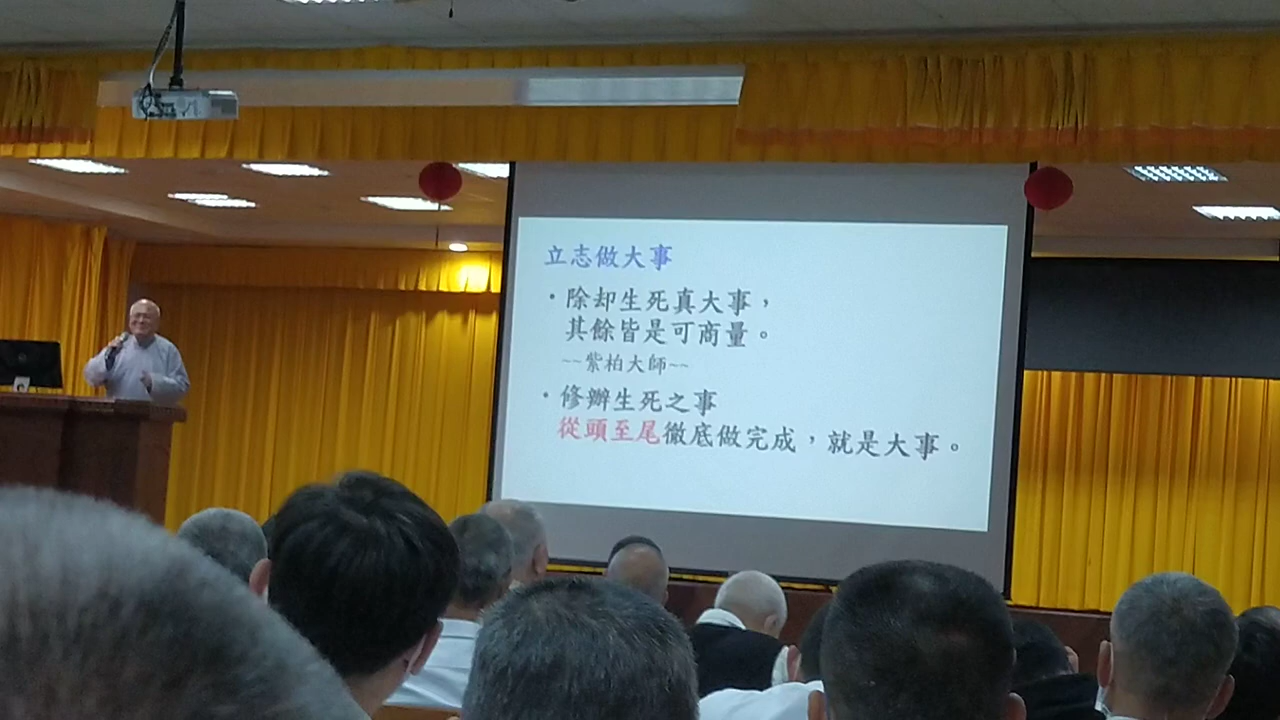 立志做大事
•除却生死真大事，
其餘皆是可商量。
~~紫柏大師~~
•修辦生死之事
從頭至尾徹底做完成，就是大事。